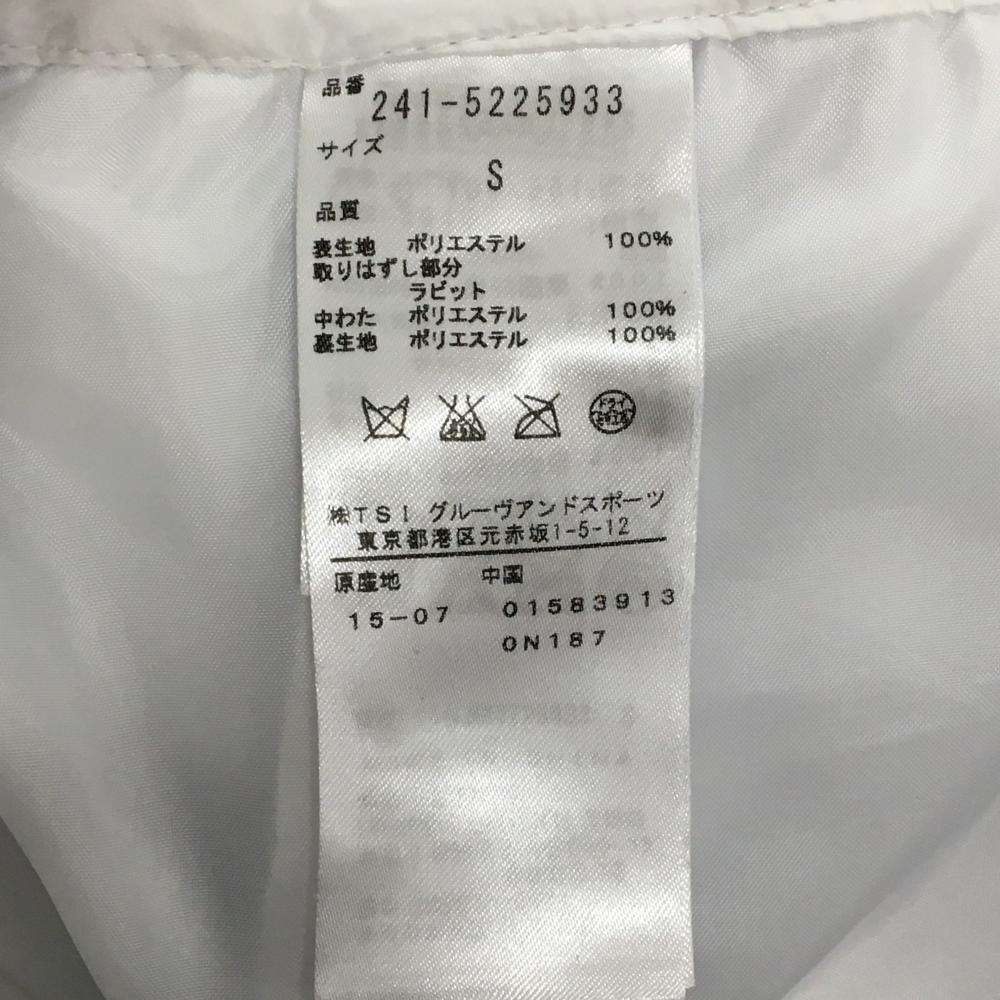 品番 241-5225933
サイズ
S
品質
表生地 ポリエステル 100%
取りはずし部分
ラビット
中わた ポリエステル 100%
裏生地 ポリエステル 100%
ドライ
㈱TSI グルーヴアンドスポーツ
東京都港区元赤坂1-5-12
原産地 中国
15-07 01583913
0N187